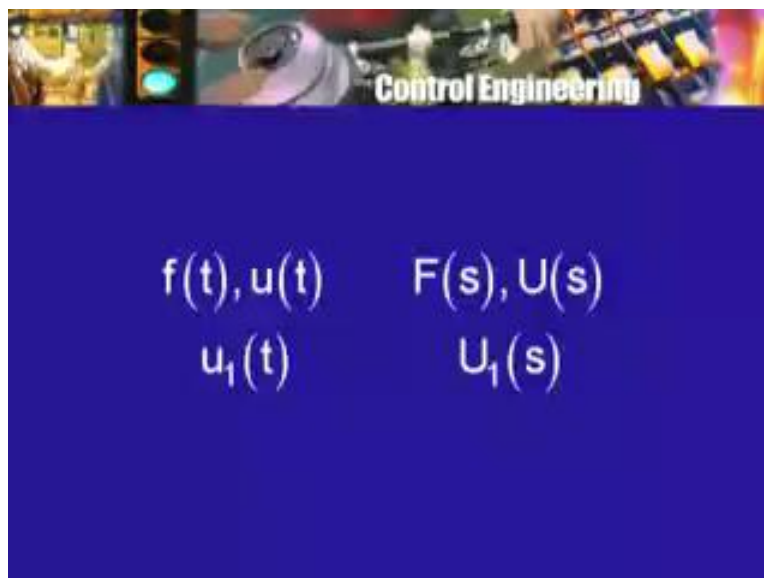 Control Engineering
f(t), u(t) F(s), U(s)
u₁(t) U₁(s)